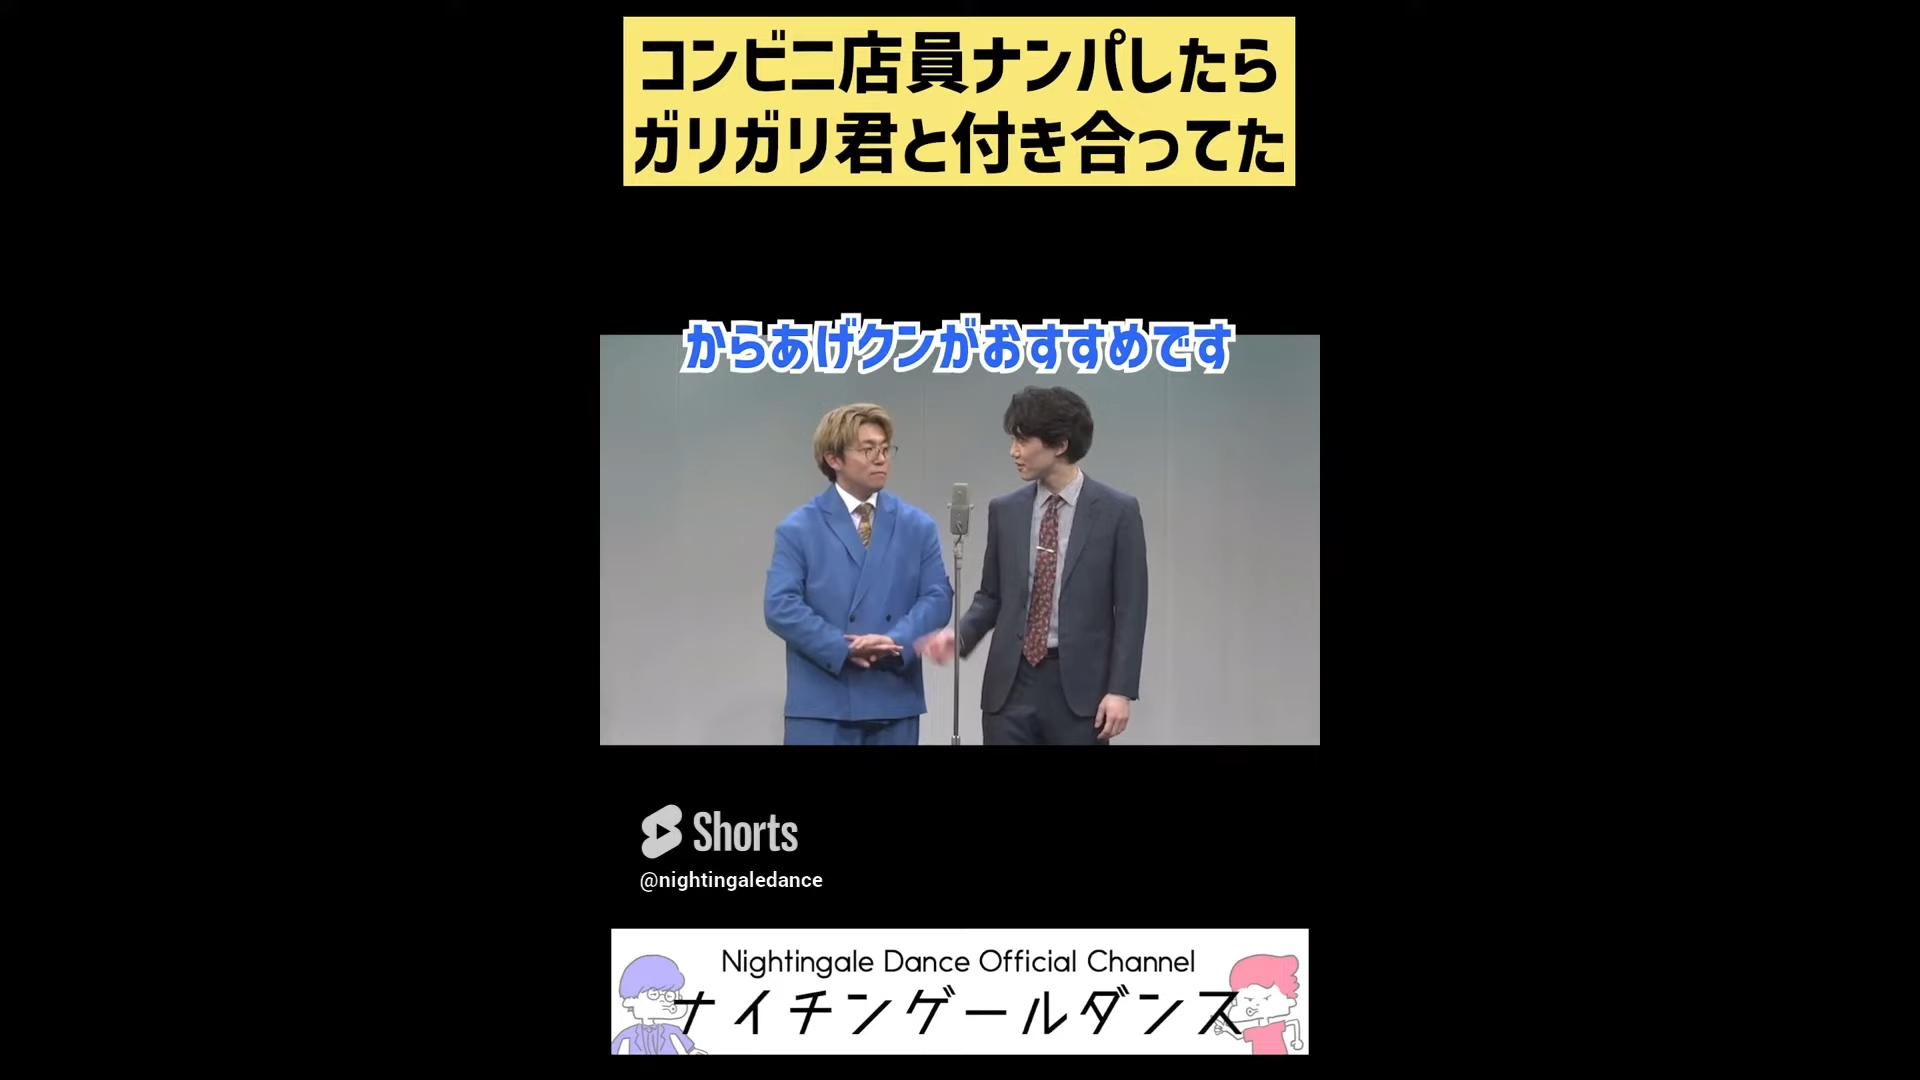 コンビニ店員ナンパしたら
ガリガリ君と付き合ってた
からあげクンがおすすめです
Shorts
@nightingaledance
Nightingale Dance Official Channel
ナイチンゲールダンス